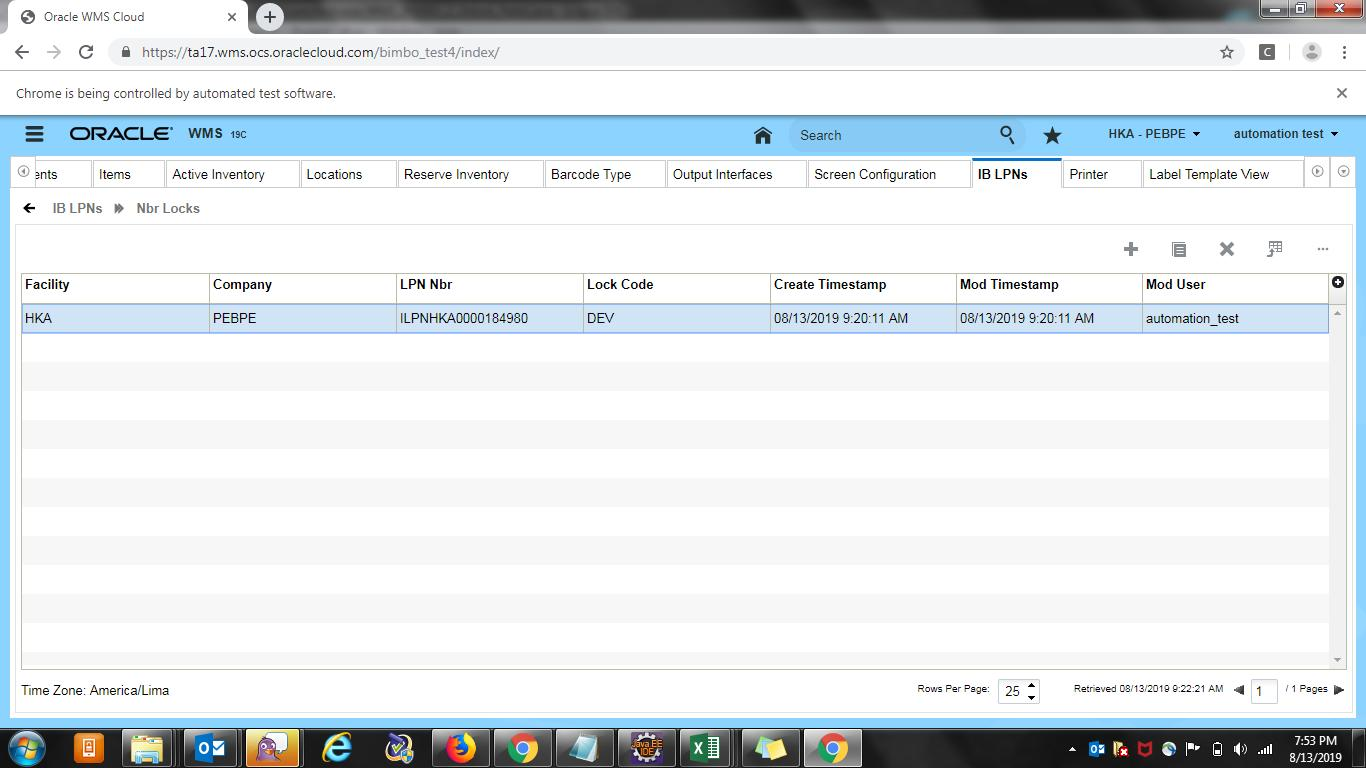 Oracle WMS Cloud
https://ta17.wms.ocs.oraclecloud.com/bimbo_test4/index/
C
Chrome is being controlled by automated test software.
ORACLE WMS 19C Search HKA - PEBPE automation test
ents Items Active Inventory Locations Reserve Inventory Barcode Type Output Interfaces Screen Configuration IB LPNs Printer Label Template View
IB LPNs Nbr Locks
Facility Company LPN Nbr Lock Code Create Timestamp Mod Timestamp Mod User
HKA PEBPE ILPNHKA0000184980 DEV 08/13/2019 9:20:11 AM 08/13/2019 9:20:11 AM automation_test
Time Zone: America/Lima Rows Per Page: 25 Retrieved 08/13/2019 9:22:21 AM 1 / 1 Pages
Java EE
IDE
7:53 PM
8/13/2019